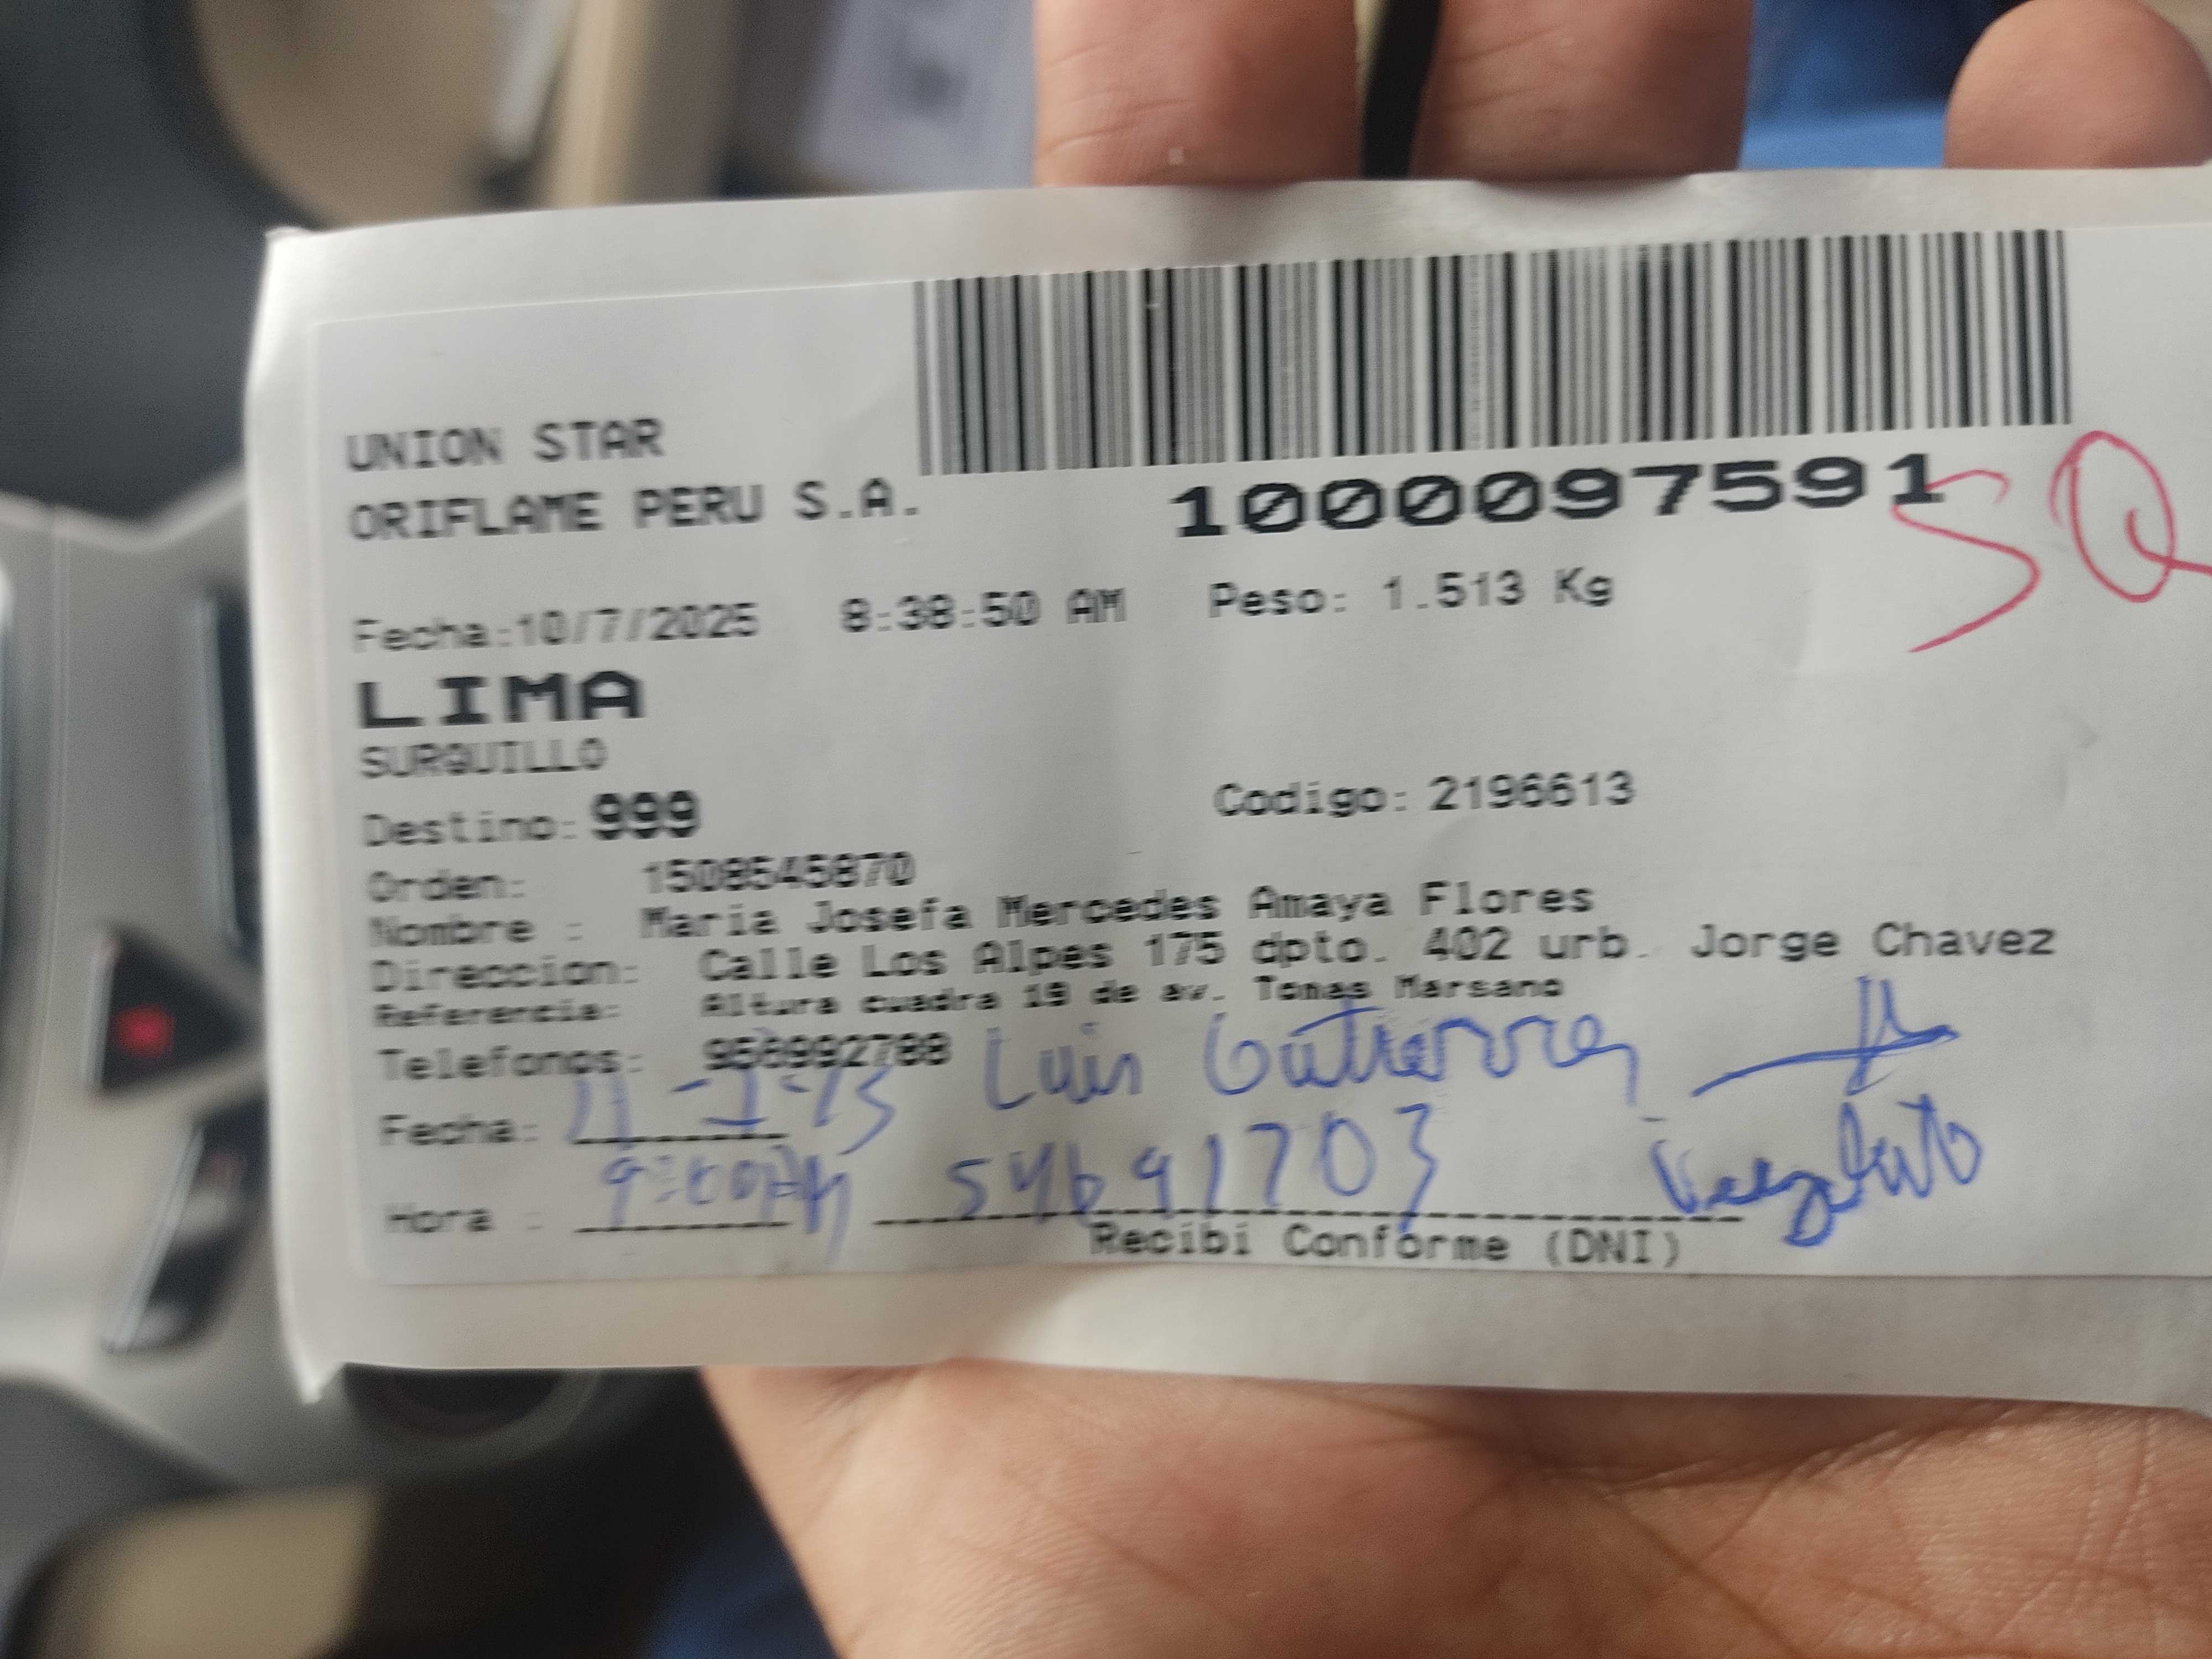 UNION STAR
ORIFLAME PERU S.A.
1000097591
SQ
Fecha:10/7/2025 8:38:50 AM Peso: 1.513 Kg
LIMA
SURQUILLO
Destino: 999 Codigo: 2196613
Orden: 1508545870
Nombre : Maria Josefa Mercedes Amaya Flores
Direccion: Calle Los Alpes 175 dpto. 402 urb. Jorge Chavez
Referencia: Altura cuadra 19 de av. Tomas Marsano
Telefonos: 956992788 Luis Gutierrez
Fecha:
Hora : 54691703
Recibi Conforme (DNI)